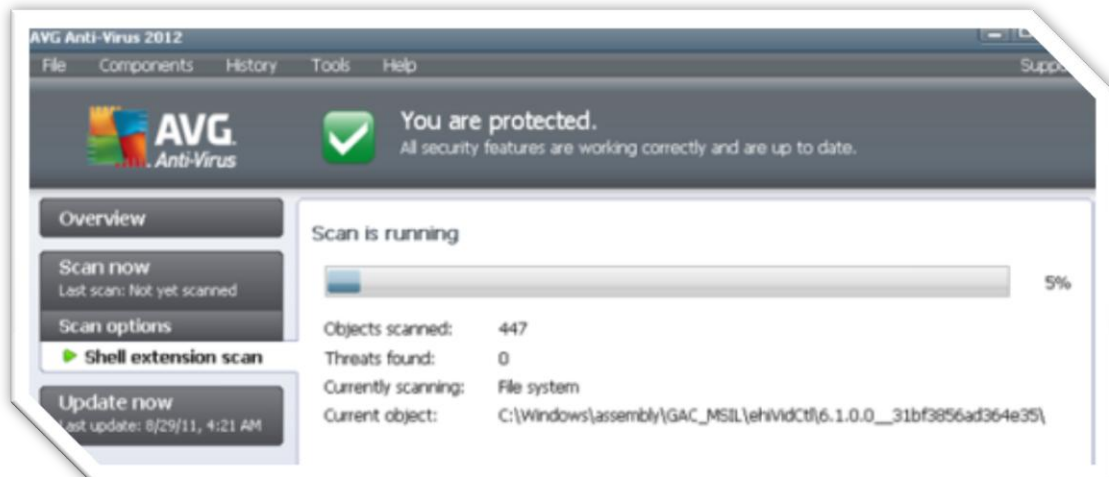 AVG Anti-Virus 2012
File Components History Tools Help
AVG.
Anti-Virus
You are protected.
All security features are working correctly and are up to date.
Overview
Scan now
Last scan: Not yet scanned
Scan options
Shell extension scan
Update now
Last update: 8/29/11, 4:21 AM
Scan is running
5%
Objects scanned: 447
Threats found: 0
Currently scanning: File system
Current object: C:\Windows\assembly\GAC_MSIL\ehiVidCtl\6.1.0.0__31bf3856ad364e35\